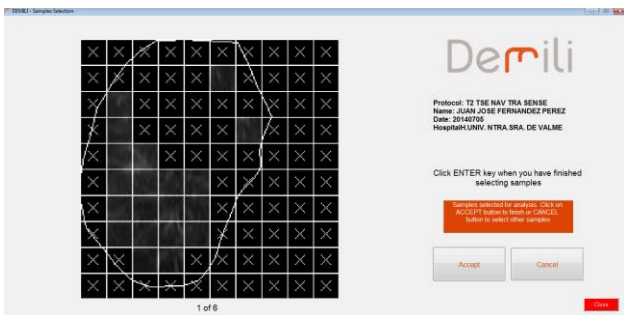 DEMILI - Samples Selection
Demili
Protocol: T2 TSE NAV TRA SENSE
Name: JUAN JOSE FERNANDEZ PEREZ
Date: 20140705
HospitalH.UNIV. NTRA.SRA. DE VALME
Click ENTER key when you have finished
selecting samples
Samples selected for analysis. Click on
ACCEPT button to finish or CANCEL
button to select other samples
Accept
Cancel
Close
1 of 6